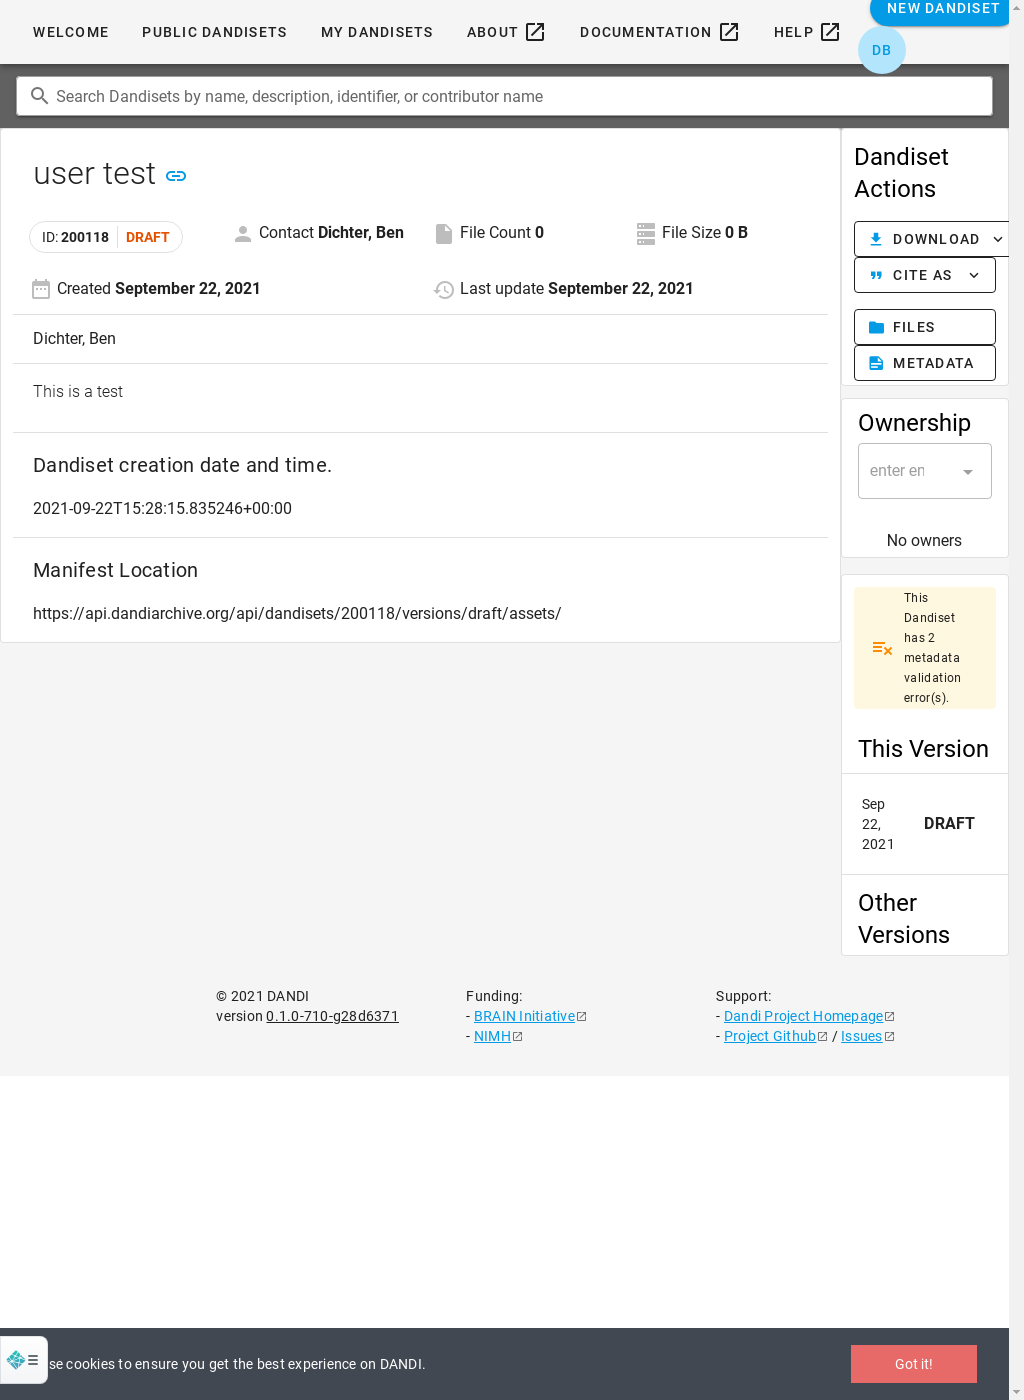 WELCOME PUBLIC DANDISETS MY DANDISETS ABOUT DOCUMENTATION HELP NEW DANDISET
DB
Search Dandisets by name, description, identifier, or contributor name
user test
ID: 200118 DRAFT
Contact Dichter, Ben
File Count 0
File Size 0 B
Created September 22, 2021
Last update September 22, 2021
Dichter, Ben
This is a test
Dandiset creation date and time.
2021-09-22T15:28:15.835246+00:00
Manifest Location
https://api.dandiarchive.org/api/dandisets/200118/versions/draft/assets/
Dandiset
Actions
DOWNLOAD
CITE AS
FILES
METADATA
Ownership
enter en
No owners
This
Dandiset
has 2
metadata
validation
error(s).
This Version
Sep
22,
2021
DRAFT
Other
Versions
© 2021 DANDI
version 0.1.0-710-g28d6371
Funding:
- BRAIN Initiative
- NIMH
Support:
- Dandi Project Homepage
- Project Github / Issues
se cookies to ensure you get the best experience on DANDI.
Got it!